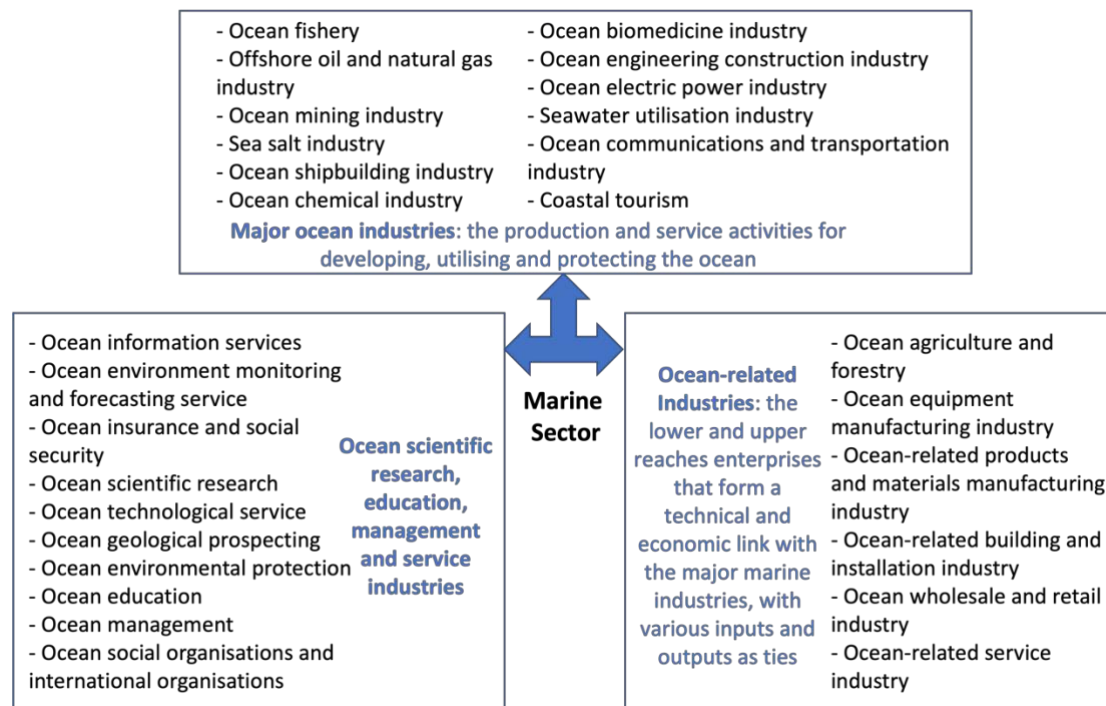 - Ocean fishery
- Offshore oil and natural gas
industry
- Ocean mining industry
- Sea salt industry
- Ocean shipbuilding industry
- Ocean chemical industry
- Ocean biomedicine industry
- Ocean engineering construction industry
- Ocean electric power industry
- Seawater utilisation industry
- Ocean communications and transportation
industry
- Coastal tourism
Major ocean industries: the production and service activities for
developing, utilising and protecting the ocean
- Ocean information services
- Ocean environment monitoring
and forecasting service
- Ocean insurance and social
security
- Ocean scientific research
- Ocean technological service
- Ocean geological prospecting
- Ocean environmental protection
- Ocean education
- Ocean management
- Ocean social organisations and
international organisations
Ocean scientific
research,
education,
management
and service
industries
Marine
Sector
Ocean-related
Industries: the
lower and upper
reaches enterprises
that form a
technical and
economic link with
the major marine
industries, with
various inputs and
outputs as ties
- Ocean agriculture and
forestry
- Ocean equipment
manufacturing industry
- Ocean-related products
and materials manufacturing
industry
- Ocean-related building and
installation industry
- Ocean wholesale and retail
industry
- Ocean-related service
industry